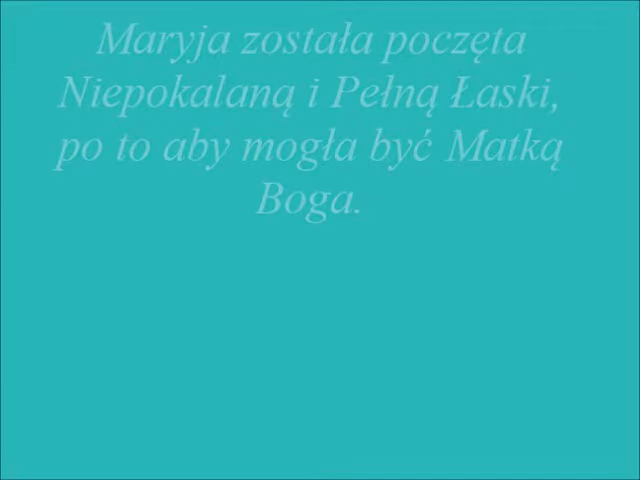 Maryja została poczęta
Niepokalaną i Pełną Łaski,
po to aby mogła być Matką
Boga.